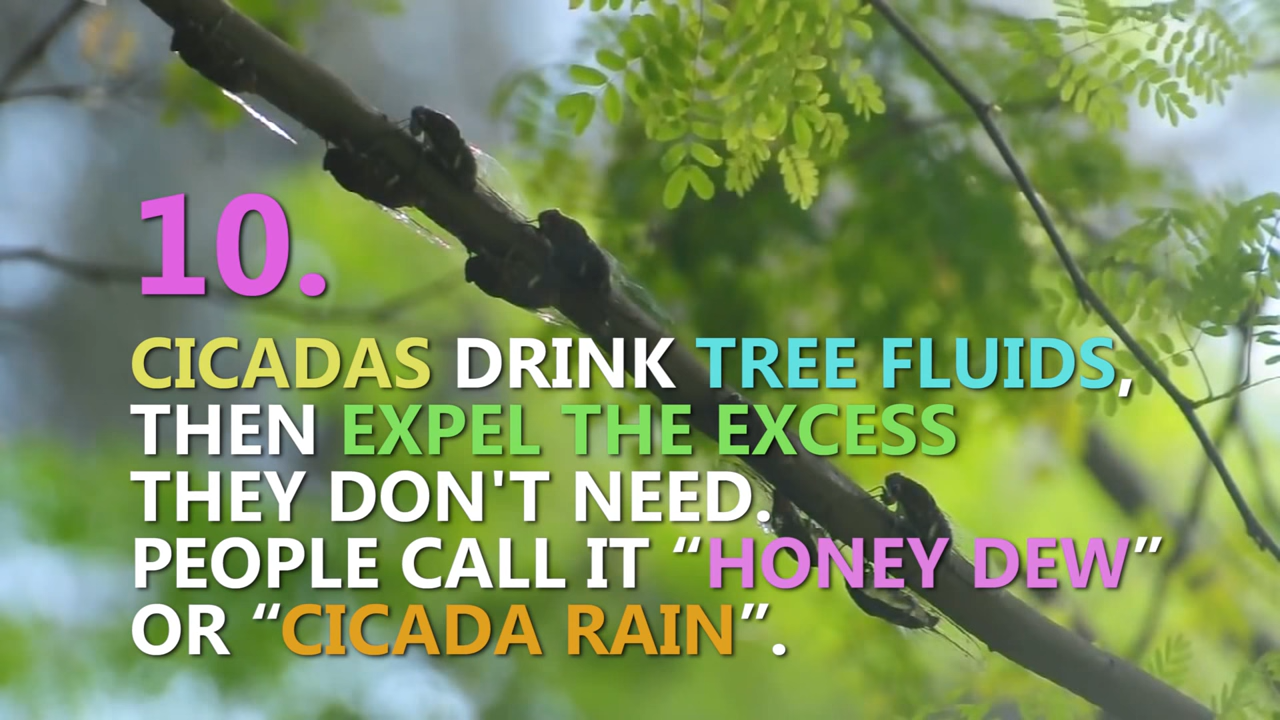 10.
CICADAS DRINK TREE FLUIDS,
THEN EXPEL THE EXCESS
THEY DON'T NEED.
PEOPLE CALL IT “HONEY DEW”
OR “CICADA RAIN”.